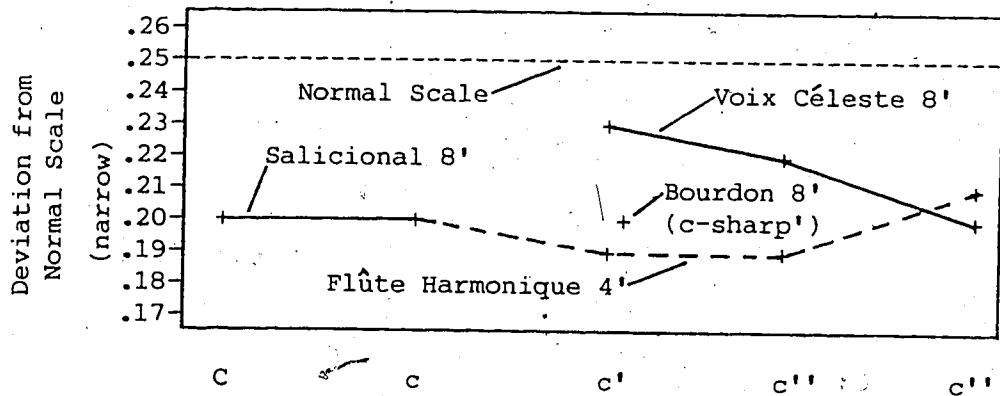 Deviation from
Normal Scale
(narrow)
.26
.25
.24
.23
.22
.21
.20
.19
.18
.17
Normal Scale
Voix Céleste 8'
Salicional 8'
Bourdon 8'
(c-sharp')
Flûte Harmonique 4'
C
c
c'
c''
c''